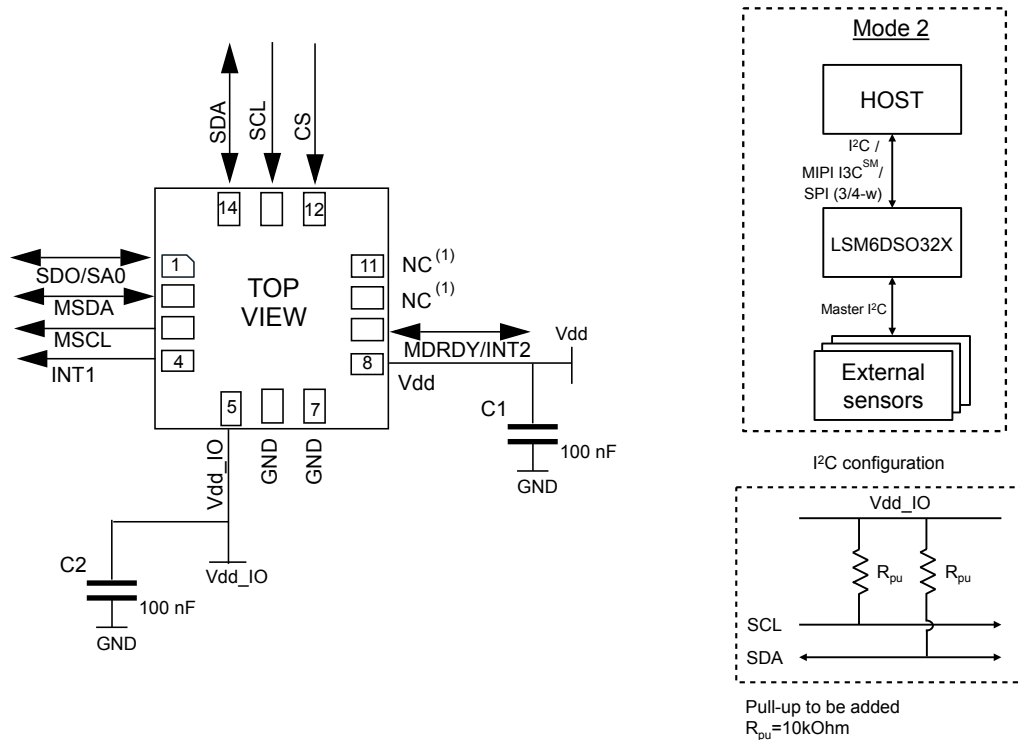 SDA
SCL
CS
14
12
1
11
NC (1)
SDO/SA0
TOP
VIEW
NC (1)
MSDA
MSCL
MDRDY/INT2
Vdd
4
8
INT1
Vdd
5
7
C1
100 nF
GND
Vdd_IO
GND
GND
C2
100 nF
GND
Vdd_IO
Mode 2
HOST
I²C /
MIPI I3C^SM/
SPI (3/4-w)
LSM6DSO32X
Master I²C
External
sensors
I²C configuration
Vdd_IO
Rpu
Rpu
SCL
SDA
Pull-up to be added
Rpu=10kOhm